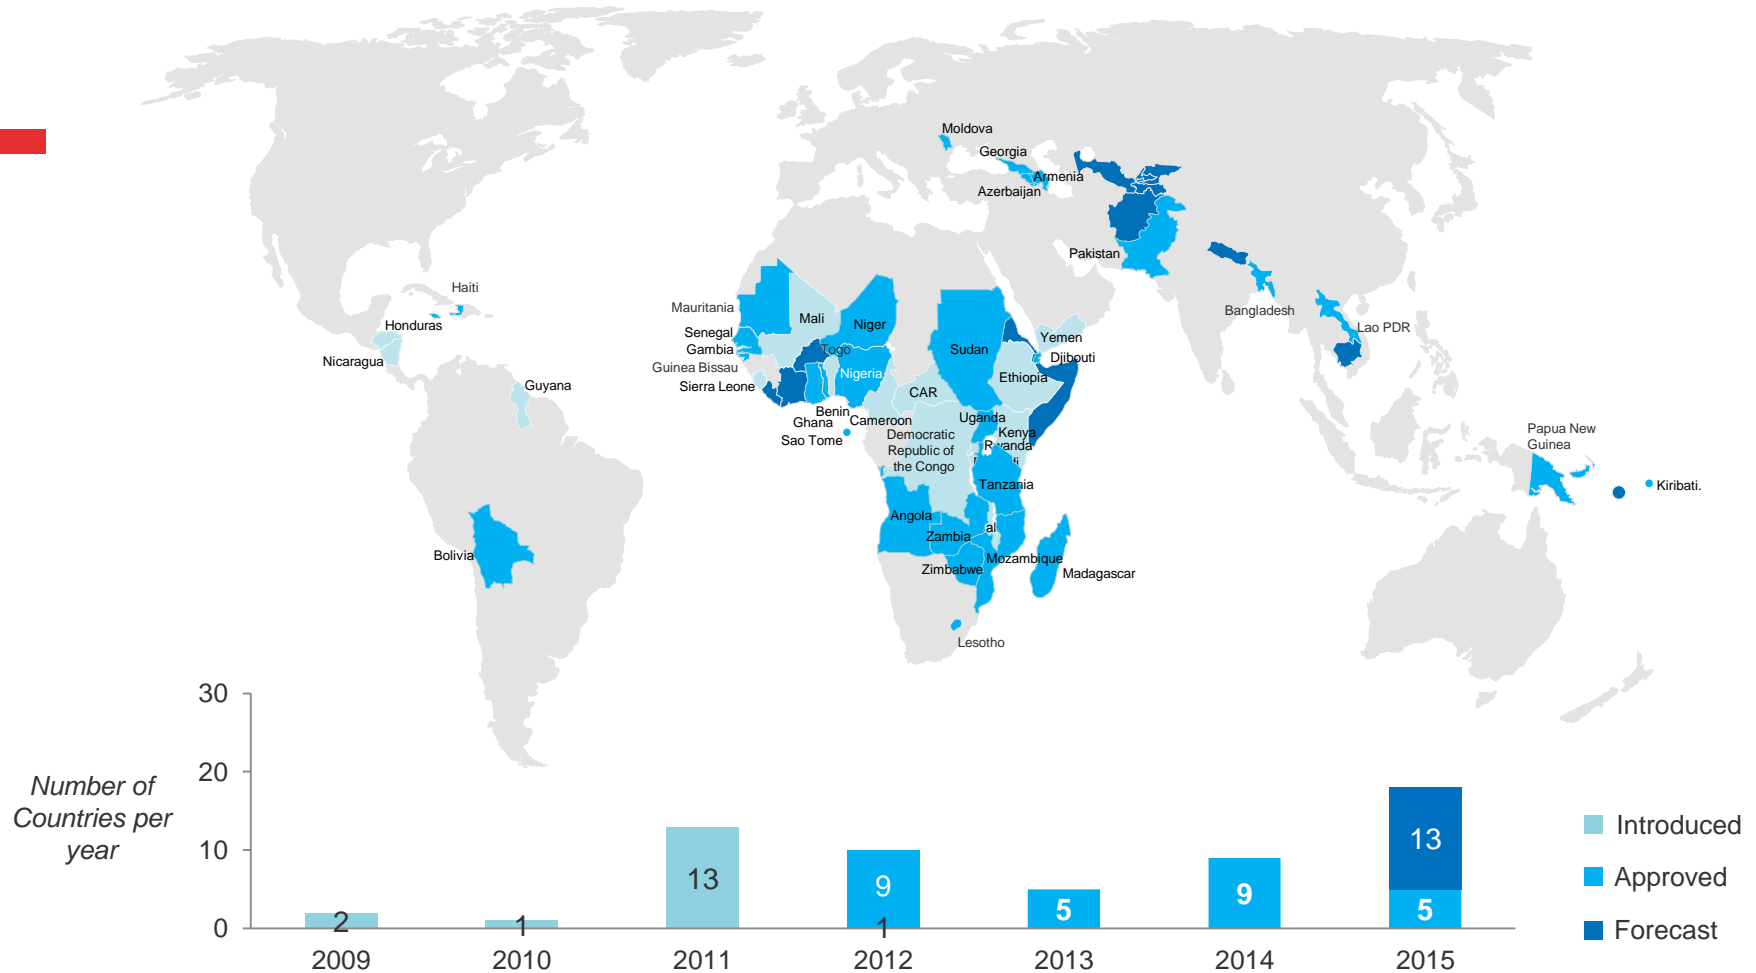 Moldova
Georgia
Armenia
Azerbaijan
Pakistan
Haiti
Mauritania
Mali
Niger
Bangladesh
Honduras
Senegal
Togo
Sudan
Yemen
Lao PDR
Nicaragua
Gambia
Djibouti
Guinea Bissau
Nigeria
Ethiopia
Guyana
Sierra Leone
CAR
Benin
Ghana
Cameroon
Uganda
Sao Tome
Democratic
Republic of
the Congo
Kenya
Rwanda
Papua New
Guinea
Tanzania
Kiribati.
Angola
al
Zambia
Bolivia
Mozambique
Zimbabwe
Madagascar
Lesotho
30
20
10
0
Number of
Countries per
year
2
1
13
9
1
5
9
13
5
2009
2010
2011
2012
2013
2014
2015
Introduced
Approved
Forecast